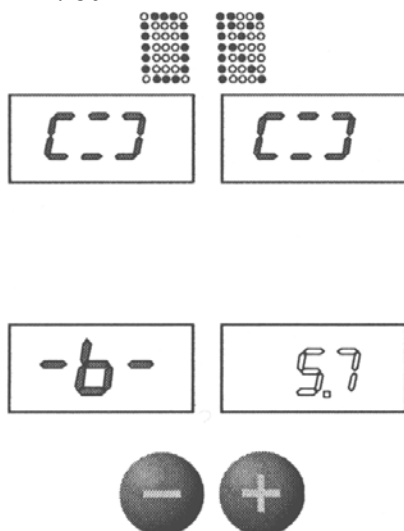 [ ] [ ]
-b- 5.7
− +